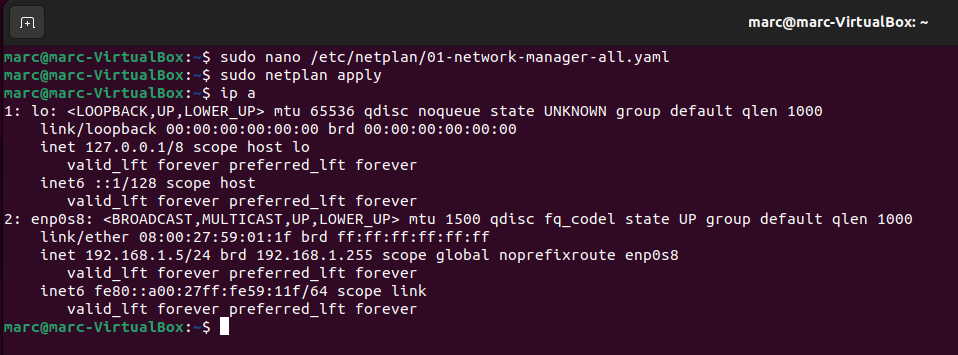 marc@marc-VirtualBox: ~
marc@marc-VirtualBox:~$ sudo nano /etc/netplan/01-network-manager-all.yaml
marc@marc-VirtualBox:~$ sudo netplan apply
marc@marc-VirtualBox:~$ ip a
1: lo: <LOOPBACK,UP,LOWER_UP> mtu 65536 qdisc noqueue state UNKNOWN group default qlen 1000
    link/loopback 00:00:00:00:00:00 brd 00:00:00:00:00:00
    inet 127.0.0.1/8 scope host lo
       valid_lft forever preferred_lft forever
    inet6 ::1/128 scope host
       valid_lft forever preferred_lft forever
2: enp0s8: <BROADCAST,MULTICAST,UP,LOWER_UP> mtu 1500 qdisc fq_codel state UP group default qlen 1000
    link/ether 08:00:27:59:01:1f brd ff:ff:ff:ff:ff:ff
    inet 192.168.1.5/24 brd 192.168.1.255 scope global noprefixroute enp0s8
       valid_lft forever preferred_lft forever
    inet6 fe80::a00:27ff:fe59:11f/64 scope link
       valid_lft forever preferred_lft forever
marc@marc-VirtualBox:~$